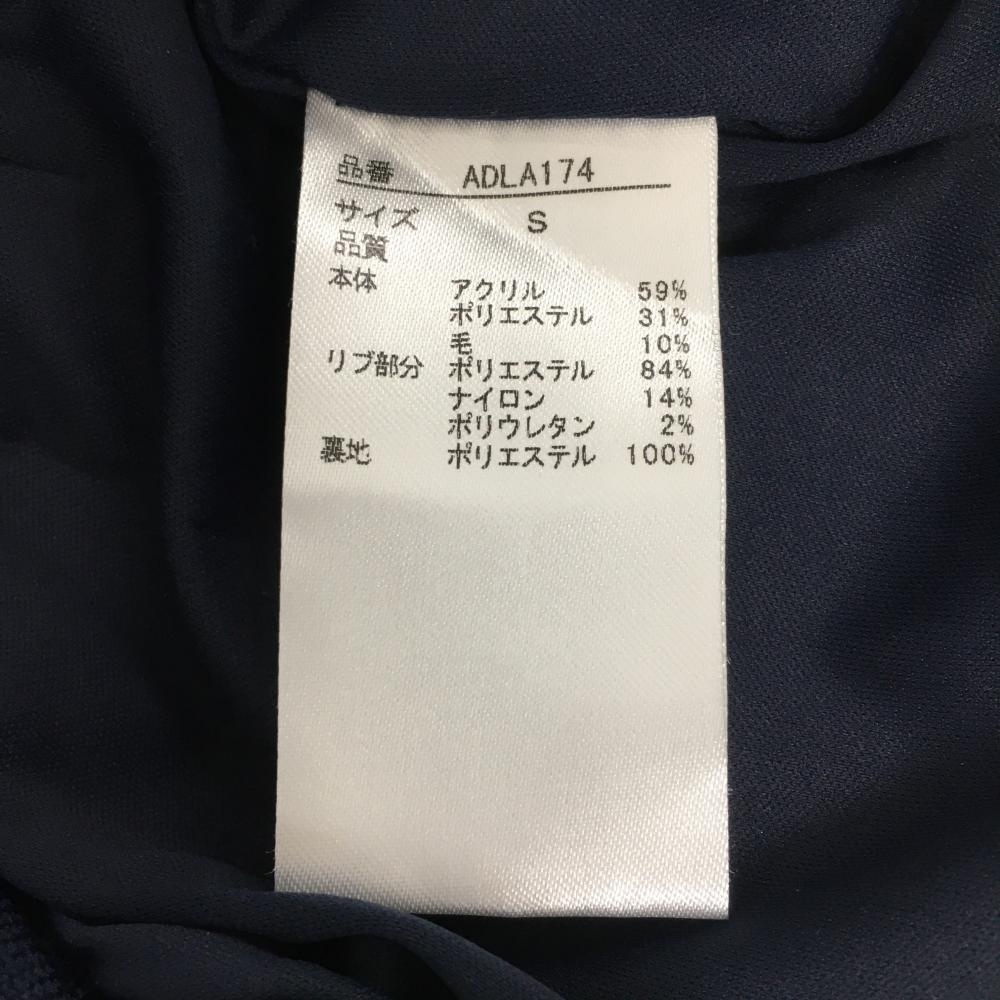 品番 ADLA174
サイズ S
品質
本体 アクリル 59%
ポリエステル 31%
毛 10%
リブ部分 ポリエステル 84%
ナイロン 14%
ポリウレタン 2%
裏地 ポリエステル 100%